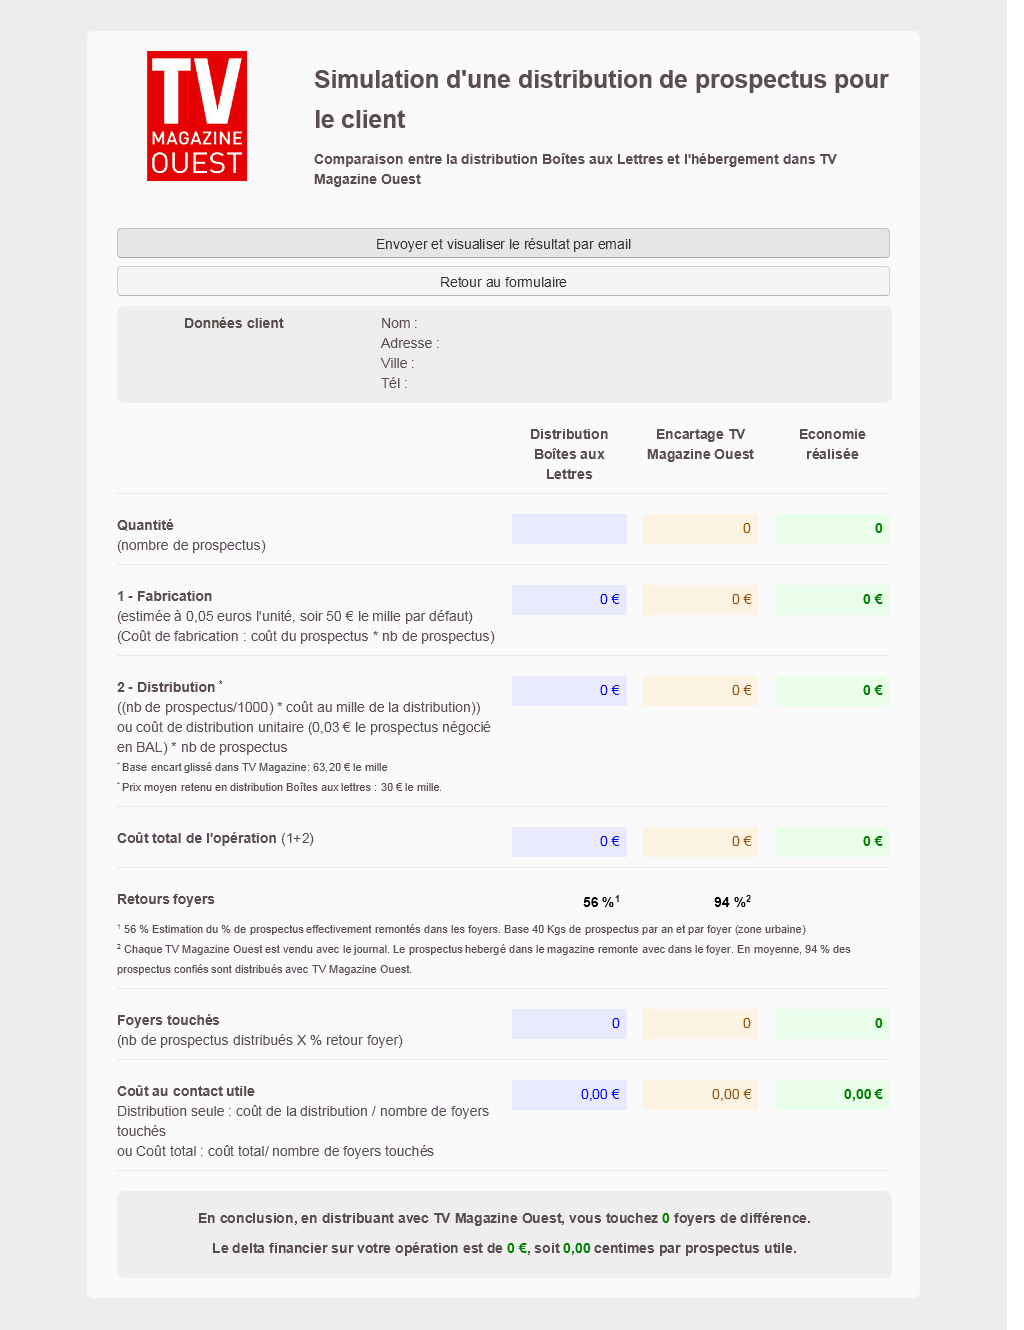 TV
MAGAZINE
OUEST
Simulation d'une distribution de prospectus pour
le client
Comparaison entre la distribution Boîtes aux Lettres et l'hébergement dans TV
Magazine Ouest
Envoyer et visualiser le résultat par email
Retour au formulaire
Données client
Nom :
Adresse :
Ville :
Tél :
Distribution
Boîtes aux
Lettres
Encartage TV
Magazine Ouest
Economie
réalisée
Quantité
(nombre de prospectus)
0 0
1 - Fabrication
(estimée à 0,05 euros l'unité, soir 50 € le mille par défaut)
(Coût de fabrication : coût du prospectus * nb de prospectus)
0 € 0 € 0 €
2 - Distribution *
((nb de prospectus/1000) * coût au mille de la distribution))
ou coût de distribution unitaire (0,03 € le prospectus négocié
en BAL) * nb de prospectus
* Base encart glissé dans TV Magazine: 63,20 € le mille
* Prix moyen retenu en distribution Boîtes aux lettres : 30 € le mille.
0 € 0 € 0 €
Coût total de l'opération (1+2) 0 € 0 € 0 €
Retours foyers 56 %¹ 94 %²
¹ 56 % Estimation du % de prospectus effectivement remontés dans les foyers. Base 40 Kgs de prospectus par an et par foyer (zone urbaine)
² Chaque TV Magazine Ouest est vendu avec le journal. Le prospectus hebergé dans le magazine remonte avec dans le foyer. En moyenne, 94 % des
prospectus confiés sont distribués avec TV Magazine Ouest.
Foyers touchés
(nb de prospectus distribués X % retour foyer)
0 0 0
Coût au contact utile
Distribution seule : coût de la distribution / nombre de foyers
touchés
ou Coût total : coût total/ nombre de foyers touchés
0,00 € 0,00 € 0,00 €
En conclusion, en distribuant avec TV Magazine Ouest, vous touchez 0 foyers de différence.
Le delta financier sur votre opération est de 0 €, soit 0,00 centimes par prospectus utile.